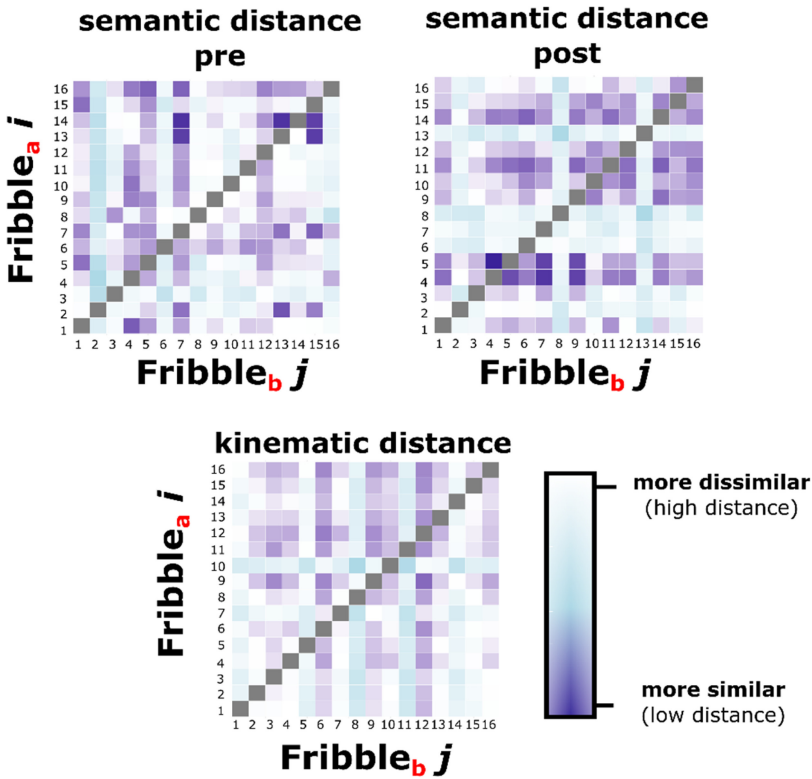 semantic distance
pre
16
15
14
13
12
11
10
9
8
7
6
5
4
3
2
1
Fribble a i
1 2 3 4 5 6 7 8 9 10 11 12 13 14 15 16
Fribble b j
semantic distance
post
16
15
14
13
12
11
10
9
8
7
6
5
4
3
2
1
1 2 3 4 5 6 7 8 9 10 11 12 13 14 15 16
Fribble b j
kinematic distance
16
15
14
13
12
11
10
9
8
7
6
5
4
3
2
1
Fribble a i
1 2 3 4 5 6 7 8 9 10 11 12 13 14 15 16
Fribble b j
more dissimilar
(high distance)
more similar
(low distance)